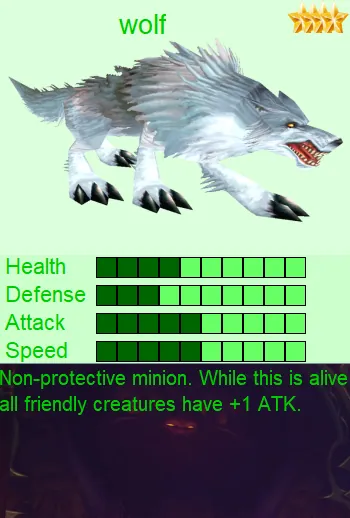 wolf
Health
Defense
Attack
Speed
Non-protective minion. While this is alive
all friendly creatures have +1 ATK.